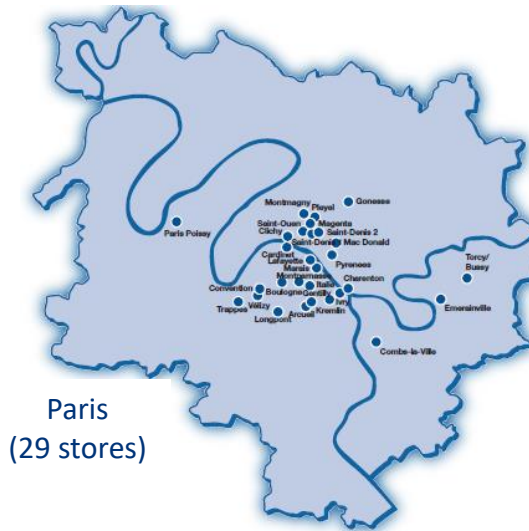 Gonesse
Montmagny
Pleyel
Saint-Ouen
Magenta
Paris Poissy
Clichy
Saint-Denis 2
Saint-Denis
Mac Donald
Cardinet
Lafayette
Pyrenees
Marais
Torcy/
Bussy
Montparnasse
Charenton
Convention
Boulogne
Italie
Gentilly
Vélizy
Ivry
Emerainville
Trappes
Arcueil
Kremlin
Longpont
Combs-la-Ville
Paris
(29 stores)